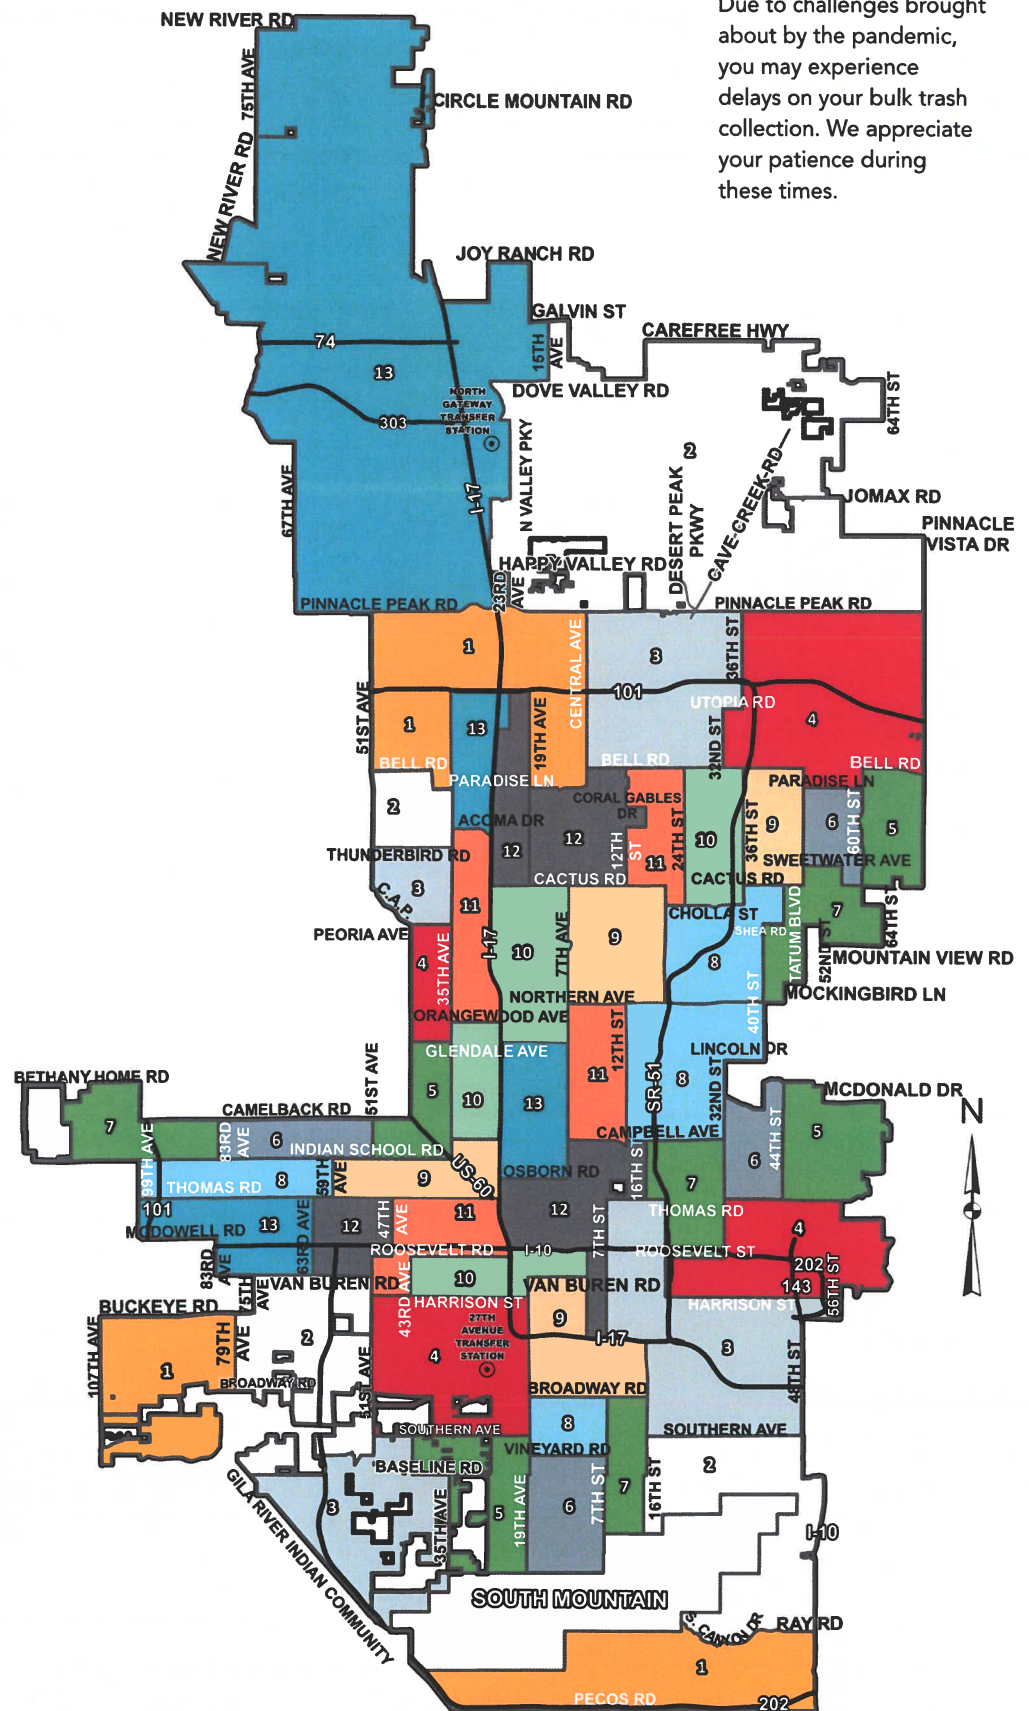 Due to challenges brought
about by the pandemic,
you may experience
delays on your bulk trash
collection. We appreciate
your patience during
these times.
NEW RIVER RD
75TH AVE
CIRCLE MOUNTAIN RD
NEW RIVER RD
JOY RANCH RD
GALVIN ST
15TH
AVE
CAREFREE HWY
74
13
DOVE VALLEY RD
64TH ST
NORTH
GATEWAY
TRANSFER
STATION
303
N VALLEY PKY
2
67TH AVE
I-17
DESERT PEAK
PKWY
CAVE-CREEK-RD
JOMAX RD
PINNACLE
VISTA DR
HAPPY VALLEY RD
23RD
AVE
PINNACLE PEAK RD
PINNACLE PEAK RD
1
CENTRAL AVE
3
36TH ST
101
UTOPIA RD
4
51ST AVE
1
13
19TH AVE
32ND ST
BELL RD
BELL RD
BELL RD
PARADISE LN
PARADISE LN
2
CORAL GABLES
DR
ACOMA DR
12
12
12TH
ST
11
24TH ST
10
36TH ST
9
6
60TH ST
5
THUNDERBIRD RD
SWEETWATER AVE
3
CACTUS RD
CACTUS RD
C.A.P.
11
CHOLLA ST
TATUM BLVD
7
64TH ST
PEORIA AVE
SHEA RD
4
35TH AVE
I-17
10
7TH AVE
9
8
52ND ST
MOUNTAIN VIEW RD
NORTHERN AVE
40TH ST
MOCKINGBIRD LN
ORANGEWOOD AVE
GLENDALE AVE
12TH ST
LINCOLN DR
51ST AVE
BETHANY HOME RD
5
10
13
11
SR-51
8
32ND ST
MCDONALD DR
N
CAMELBACK RD
7
99TH AVE
83RD
AVE
6
INDIAN SCHOOL RD
CAMPBELL AVE
44TH ST
5
6
THOMAS RD
8
59TH
AVE
9
US-60
OSBORN RD
16TH ST
7
101
MCDOWELL RD
13
63RD AVE
12
47TH
AVE
11
12
7TH ST
THOMAS RD
4
ROOSEVELT RD
I-10
ROOSEVELT ST
202
83RD
AVE
75TH
AVE
VAN BUREN RD
43RD AVE
10
VAN BUREN RD
143
56TH ST
BUCKEYE RD
HARRISON ST
HARRISON ST
107TH AVE
79TH
AVE
2
27TH
AVENUE
TRANSFER
STATION
9
I-17
3
48TH ST
1
4
BROADWAY RD
51ST AVE
BROADWAY RD
8
SOUTHERN AVE
SOUTHERN AVE
VINEYARD RD
BASELINE RD
2
GILA RIVER INDIAN COMMUNITY
3
35TH AVE
5
19TH AVE
6
7TH ST
7
16TH ST
I-10
SOUTH MOUNTAIN
S. CANYON DR
RAY RD
1
PECOS RD
202